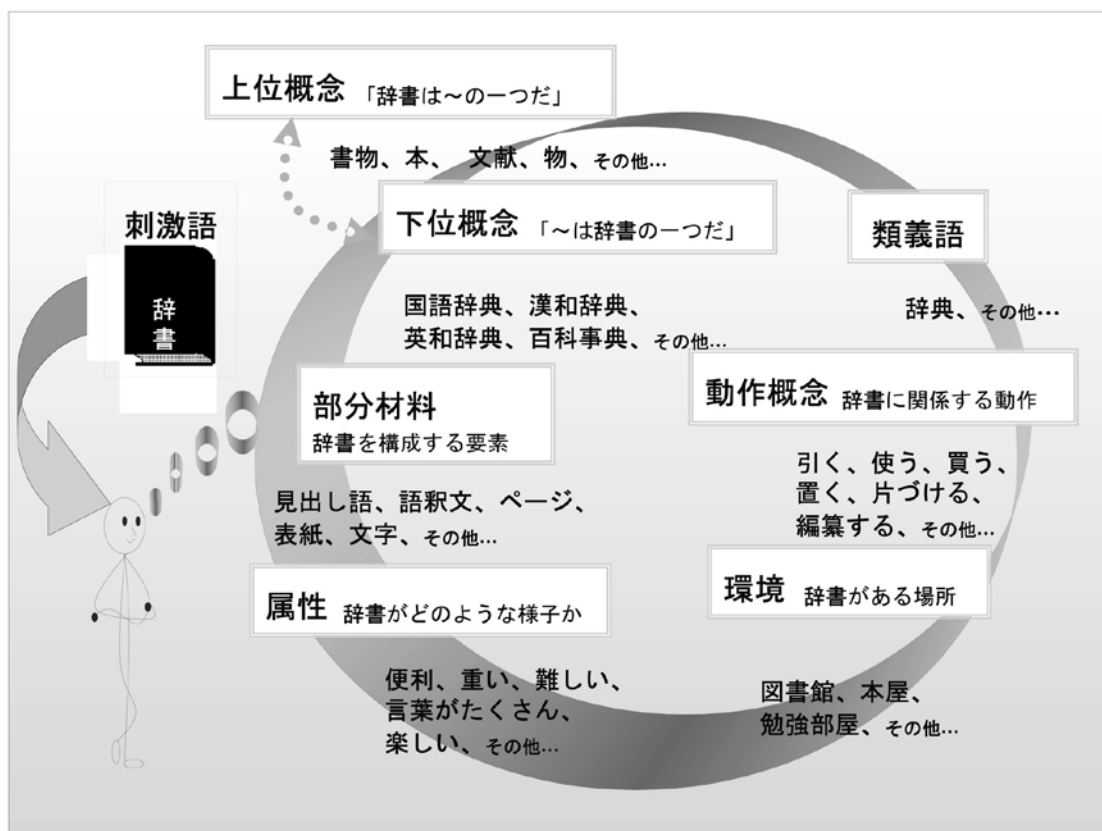 上位概念 「辞書は～の一つだ」
書物、本、 文献、物、その他...
刺激語
辞
書
下位概念 「～は辞書の一つだ」
国語辞典、漢和辞典、
英和辞典、百科事典、その他...
類義語
辞典、その他...
部分材料
辞書を構成する要素
見出し語、語釈文、ページ、
表紙、文字、その他...
動作概念 辞書に関係する動作
引く、使う、買う、
置く、片づける、
編纂する、その他...
属性 辞書がどのような様子か
便利、重い、難しい、
言葉がたくさん、
楽しい、その他...
環境 辞書がある場所
図書館、本屋、
勉強部屋、その他...